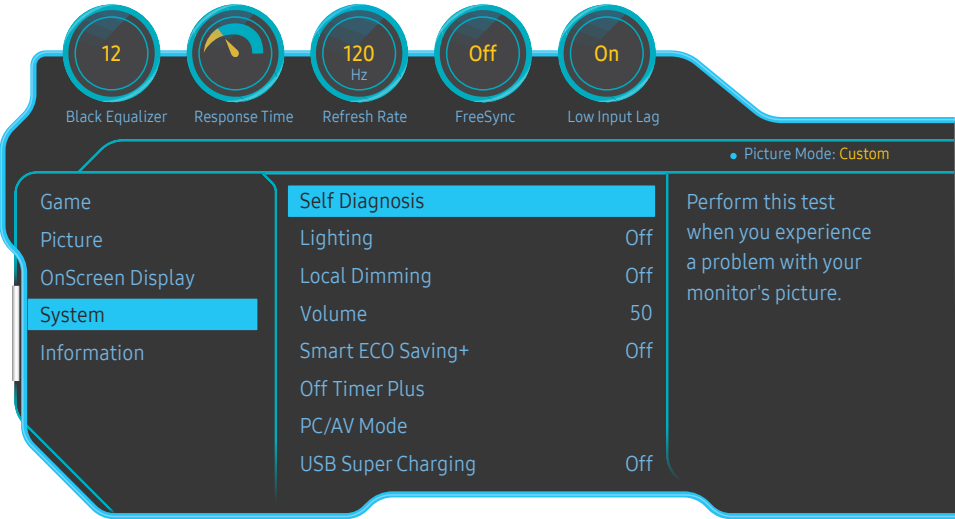 12
120
Hz
Off
On
Black Equalizer
Response Time
Refresh Rate
FreeSync
Low Input Lag
Picture Mode: Custom
Game
Picture
OnScreen Display
System
Information
Self Diagnosis
Lighting Off
Local Dimming Off
Volume 50
Smart ECO Saving+ Off
Off Timer Plus
PC/AV Mode
USB Super Charging Off
Perform this test
when you experience
a problem with your
monitor's picture.